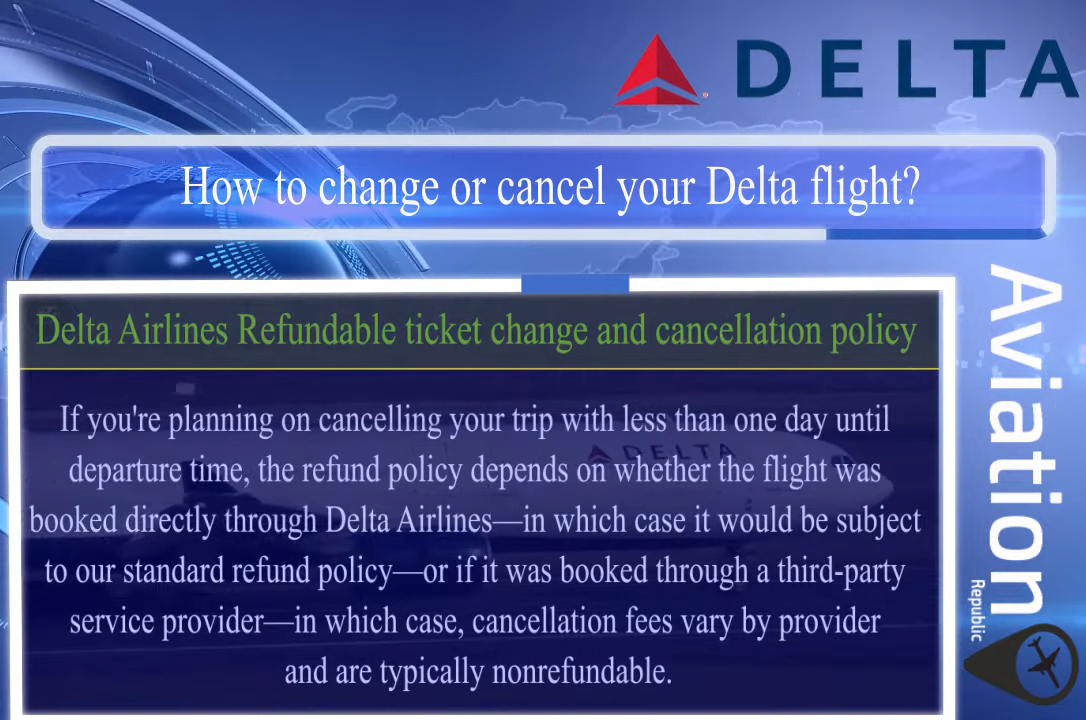 DELTA
How to change or cancel your Delta flight?
Delta Airlines Refundable ticket change and cancellation policy
If you're planning on cancelling your trip with less than one day until
departure time, the refund policy depends on whether the flight was
booked directly through Delta Airlines—in which case it would be subject
to our standard refund policy—or if it was booked through a third-party
service provider—in which case, cancellation fees vary by provider
and are typically nonrefundable.
DELTA
Aviation
Republic